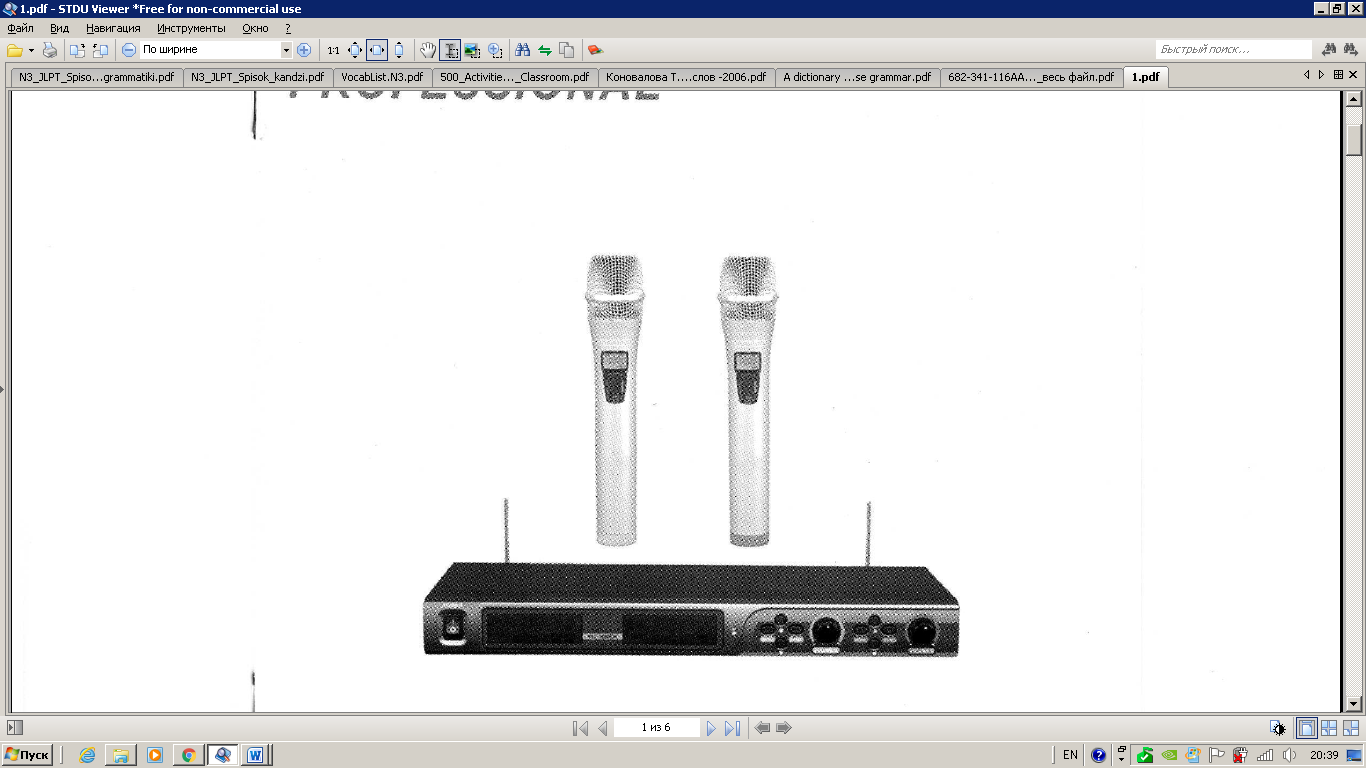 1.pdf - STDU Viewer *Free for non-commercial use
Файл Вид Навигация Инструменты Окно ?
По ширине 1:1 Быстрый поиск...
N3_JLPT_Spiso...grammatiki.pdf N3_JLPT_Spisok_kandzi.pdf VocabList.N3.pdf 500_Activitie..._Classroom.pdf Коновалова Т....слов -2006.pdf A dictionary ...se grammar.pdf 682-341-116AA..._весь файл.pdf 1.pdf
PROFESSIONAL
1 из 6
Пуск EN 20:39